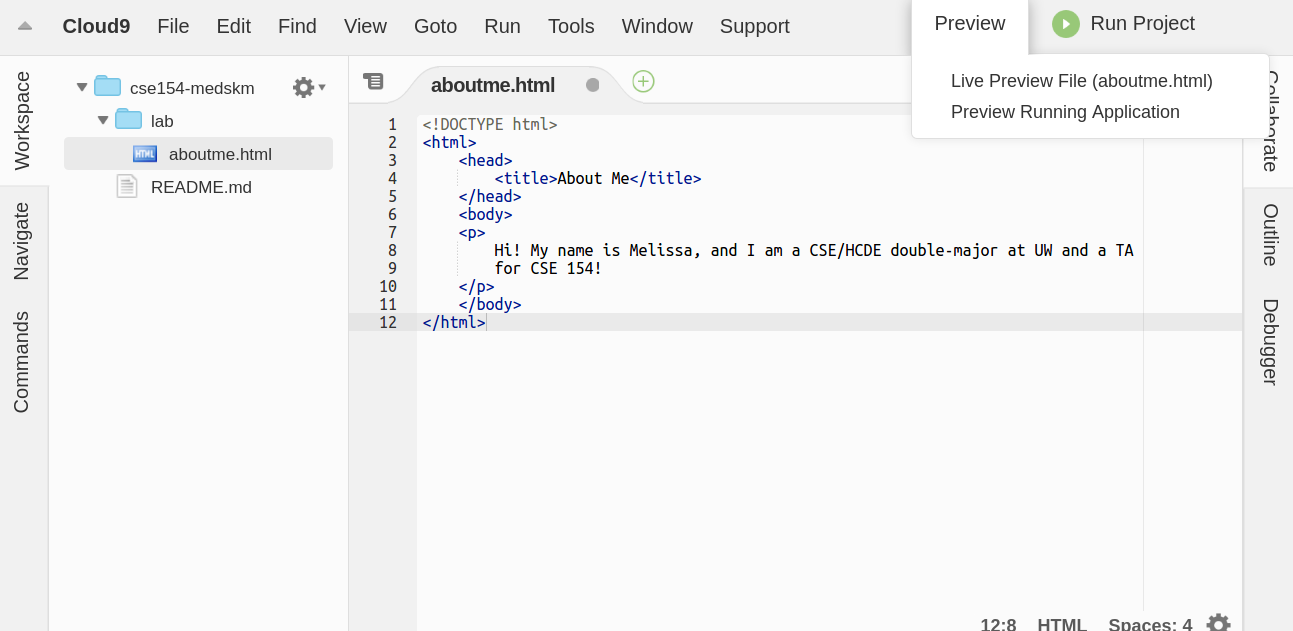 Cloud9 File Edit Find View Goto Run Tools Window Support Preview Run Project
Live Preview File (aboutme.html)
Preview Running Application
Workspace
Navigate
Commands
cse154-medskm
lab
HTML aboutme.html
README.md
aboutme.html
1 <!DOCTYPE html>
2 <html>
3 <head>
4 <title>About Me</title>
5 </head>
6 <body>
7 <p>
8 Hi! My name is Melissa, and I am a CSE/HCDE double-major at UW and a TA
9 for CSE 154!
10 </p>
11 </body>
12 </html>
Collaborate
Outline
Debugger
12:8 HTML Spaces: 4